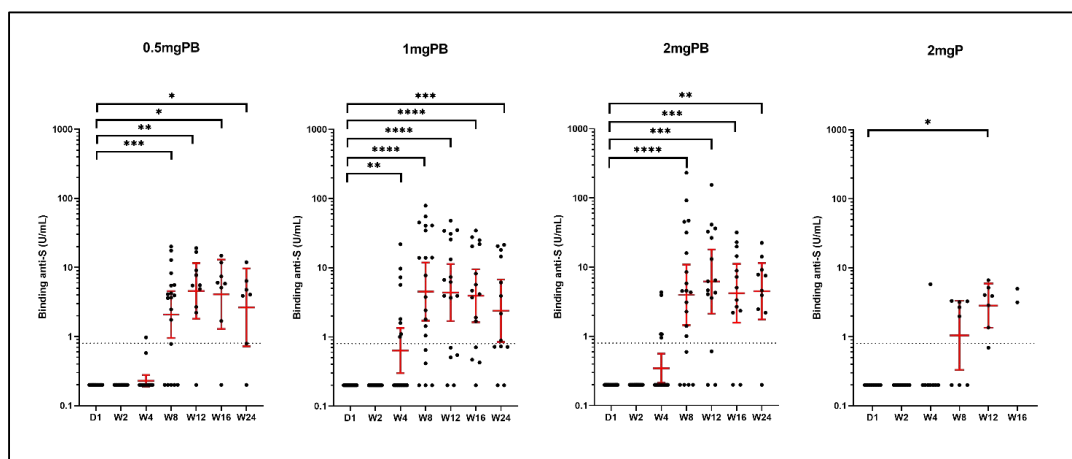 0.5mgPB
*
*
**
***
Binding anti-S (U/mL)
1000
100
10
1
0.1
D1 W2 W4 W8 W12 W16 W24
1mgPB
***
****
****
****
**
Binding anti-S (U/mL)
1000
100
10
1
0.1
D1 W2 W4 W8 W12 W16 W24
2mgPB
**
***
***
****
Binding anti-S (U/mL)
1000
100
10
1
0.1
D1 W2 W4 W8 W12 W16 W24
2mgP
*
Binding anti-S (U/mL)
1000
100
10
1
0.1
D1 W2 W4 W8 W12 W16